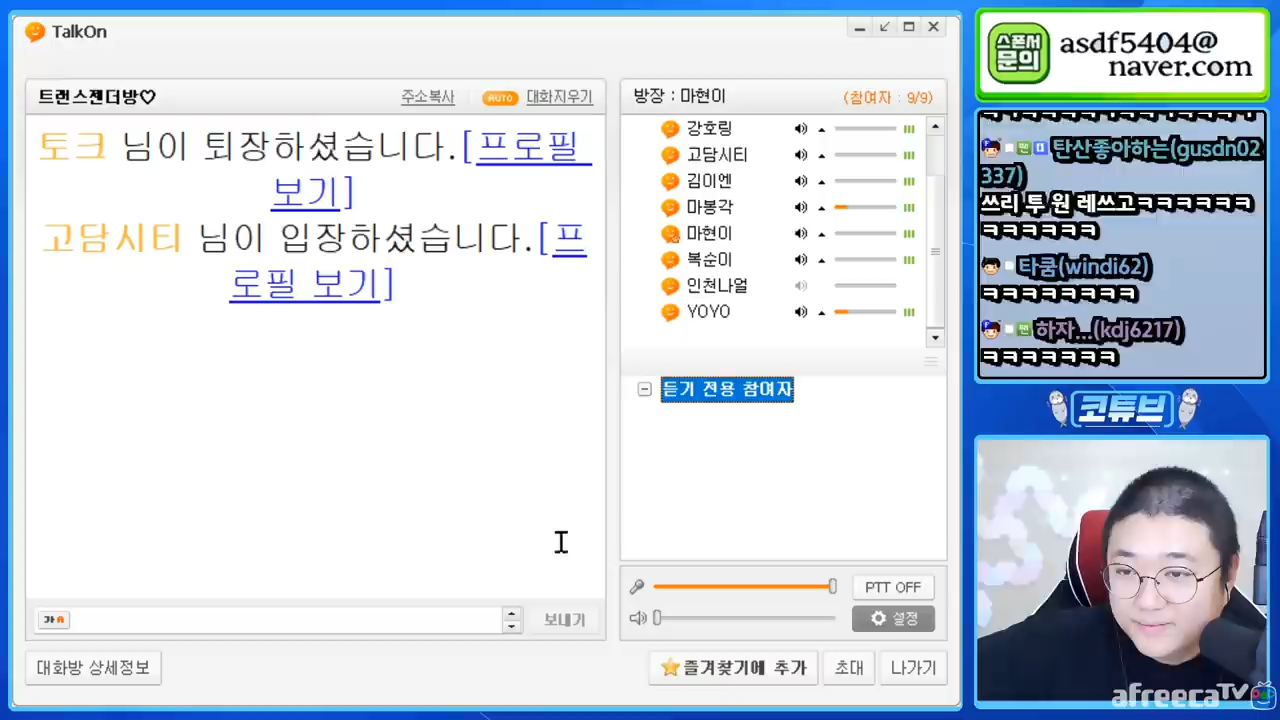 TalkOn
트랜스젠더방♡
주소복사
AUTO
대화지우기
토크 님이 퇴장하셨습니다.[프로필
보기]
고담시티 님이 입장하셨습니다.[프
로필 보기]
가A
보내기
대화방 상세정보
방장 : 마현이
(참여자 : 9/9)
강호링
고담시티
김이엔
마봉각
마현이
복순이
인천나얼
YOYO
듣기 전용 참여자
PTT OFF
설정
즐겨찾기에 추가
초대
나가기
스폰서
문의
asdf5404@
naver.com
팬
탄산좋아하는(gusdn02
337)
쓰리 투 원 레쓰고ㅋㅋㅋㅋㅋㅋ
ㅋㅋㅋㅋㅋㅋ
타쿰(windi62)
ㅋㅋㅋㅋㅋㅋㅋㅋ
팬
하자...(kdj6217)
ㅋㅋㅋㅋㅋㅋㅋ
코튜브
afreecaTV